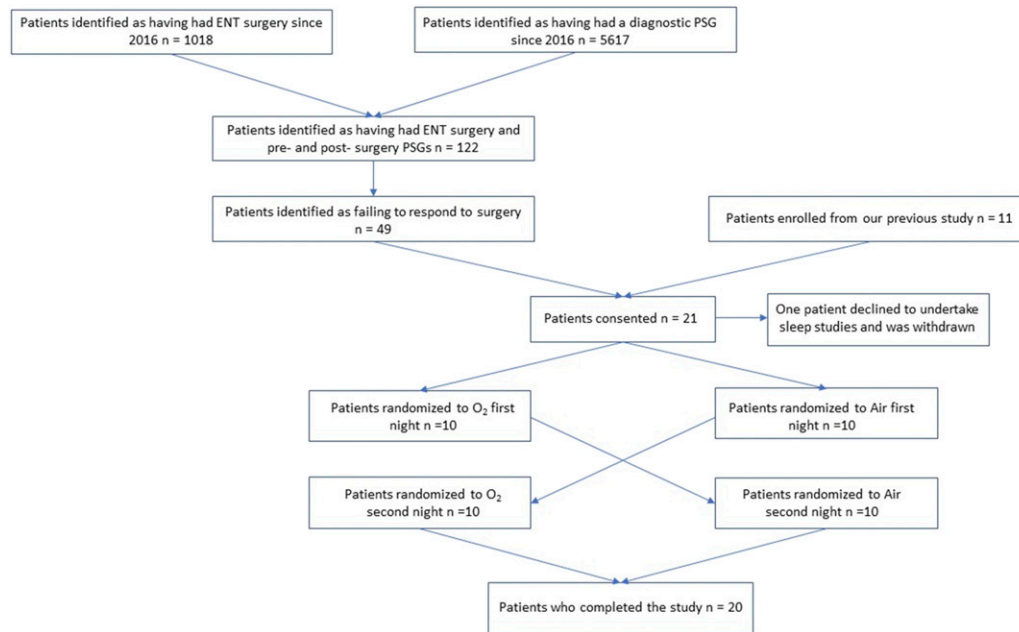 Patients identified as having had ENT surgery since
2016 n = 1018
Patients identified as having had a diagnostic PSG
since 2016 n = 5617
Patients identified as having had ENT surgery and
pre- and post- surgery PSGs n = 122
Patients identified as failing to respond to surgery
n = 49
Patients enrolled from our previous study n = 11
Patients consented n = 21
One patient declined to undertake
sleep studies and was withdrawn
Patients randomized to O₂ first
night n =10
Patients randomized to Air first
night n =10
Patients randomized to O₂
second night n =10
Patients randomized to Air
second night n =10
Patients who completed the study n = 20